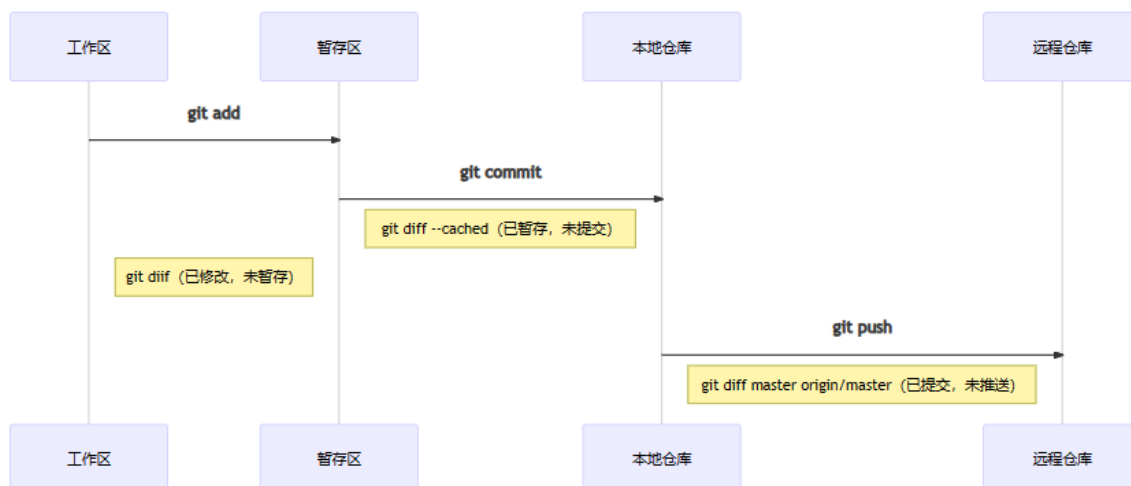 工作区
暂存区
本地仓库
远程仓库
git add
git commit
git diff --cached（已暂存，未提交）
git diif（已修改，未暂存）
git push
git diff master origin/master（已提交，未推送）
工作区
暂存区
本地仓库
远程仓库